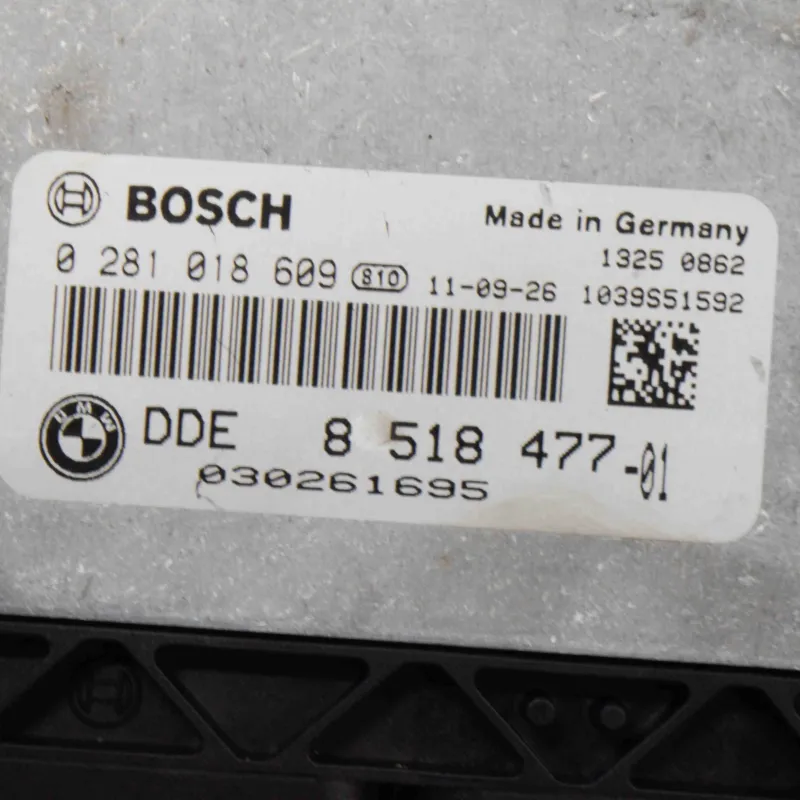 BOSCH
Made in Germany
1325 0862
0 281 018 609 810 11-09-26 1039S51592
BMW
DDE 8 518 477-01
030261695